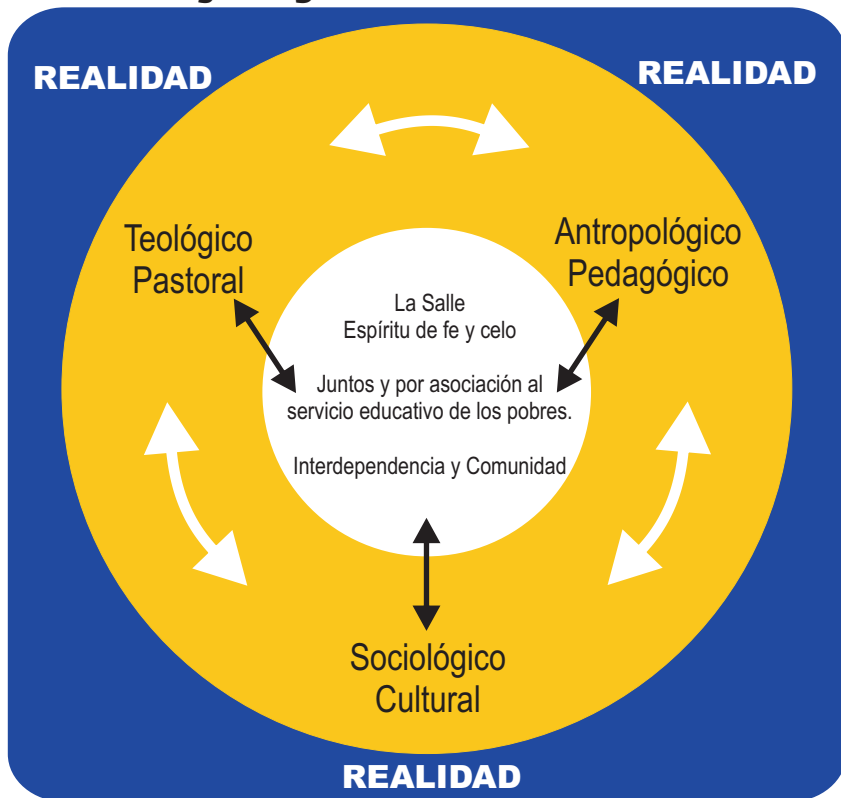 REALIDAD
REALIDAD
Teológico
Pastoral
Antropológico
Pedagógico
La Salle
Espíritu de fe y celo
Juntos y por asociación al
servicio educativo de los pobres.
Interdependencia y Comunidad
Sociológico
Cultural
REALIDAD